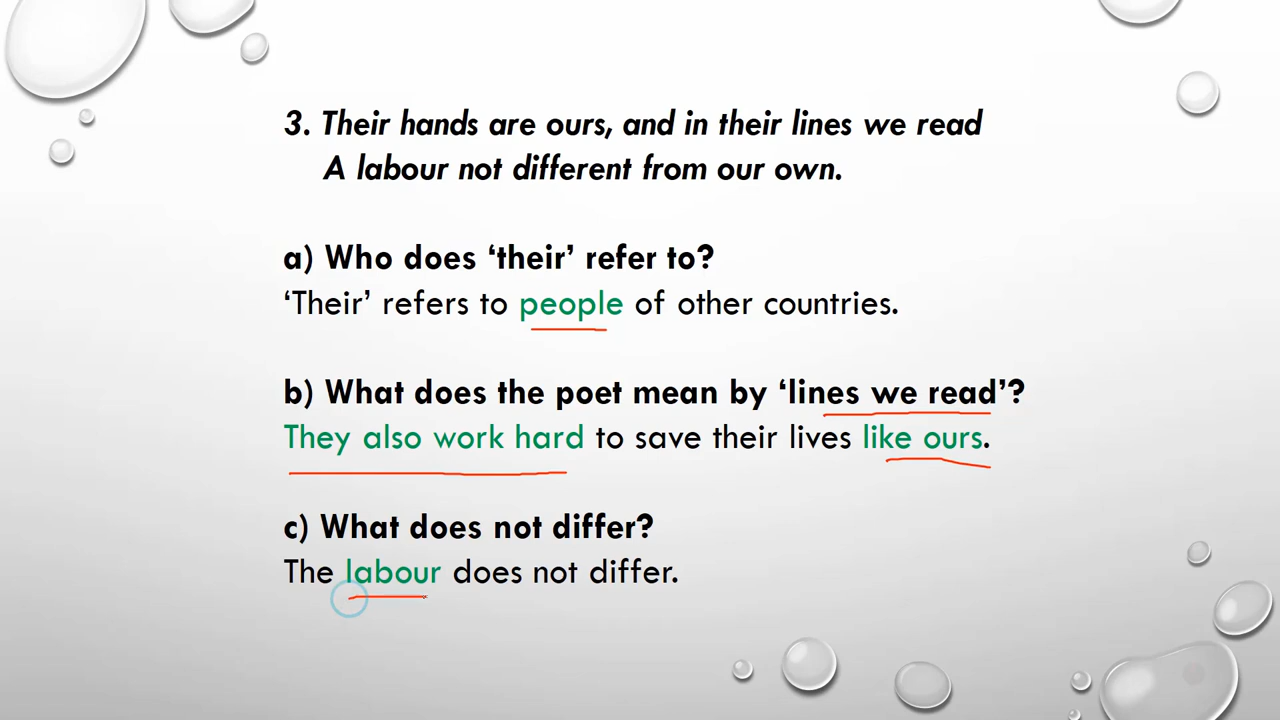 3. Their hands are ours, and in their lines we read
A labour not different from our own.
a) Who does ‘their’ refer to?
‘Their’ refers to people of other countries.
b) What does the poet mean by ‘lines we read’?
They also work hard to save their lives like ours.
c) What does not differ?
The labour does not differ.